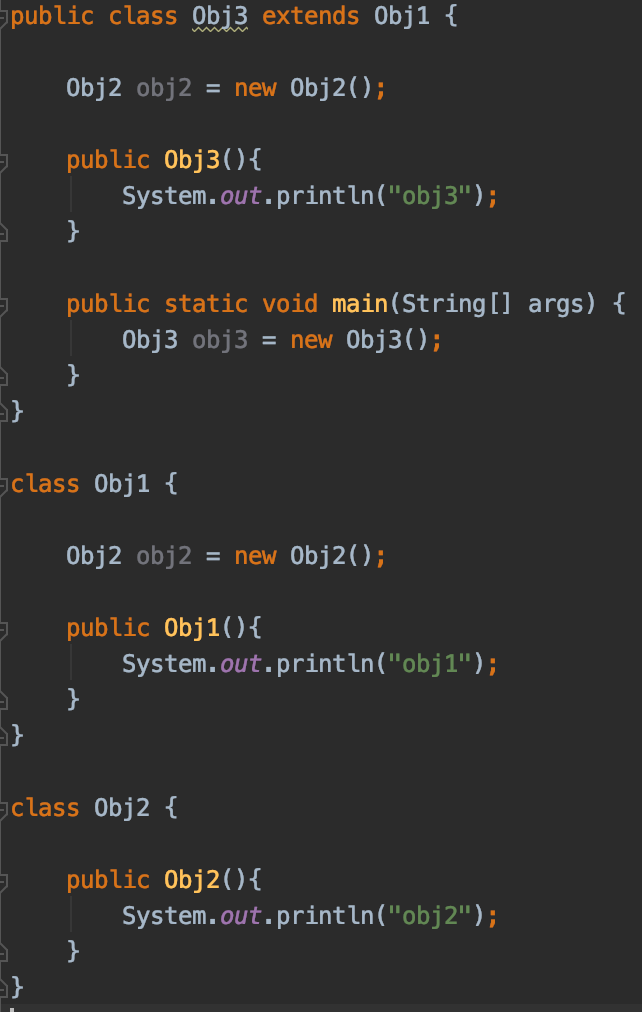 public class Obj3 extends Obj1 {
Obj2 obj2 = new Obj2();
public Obj3(){
System.out.println("obj3");
}
public static void main(String[] args) {
Obj3 obj3 = new Obj3();
}
}
class Obj1 {
Obj2 obj2 = new Obj2();
public Obj1(){
System.out.println("obj1");
}
}
class Obj2 {
public Obj2(){
System.out.println("obj2");
}
}